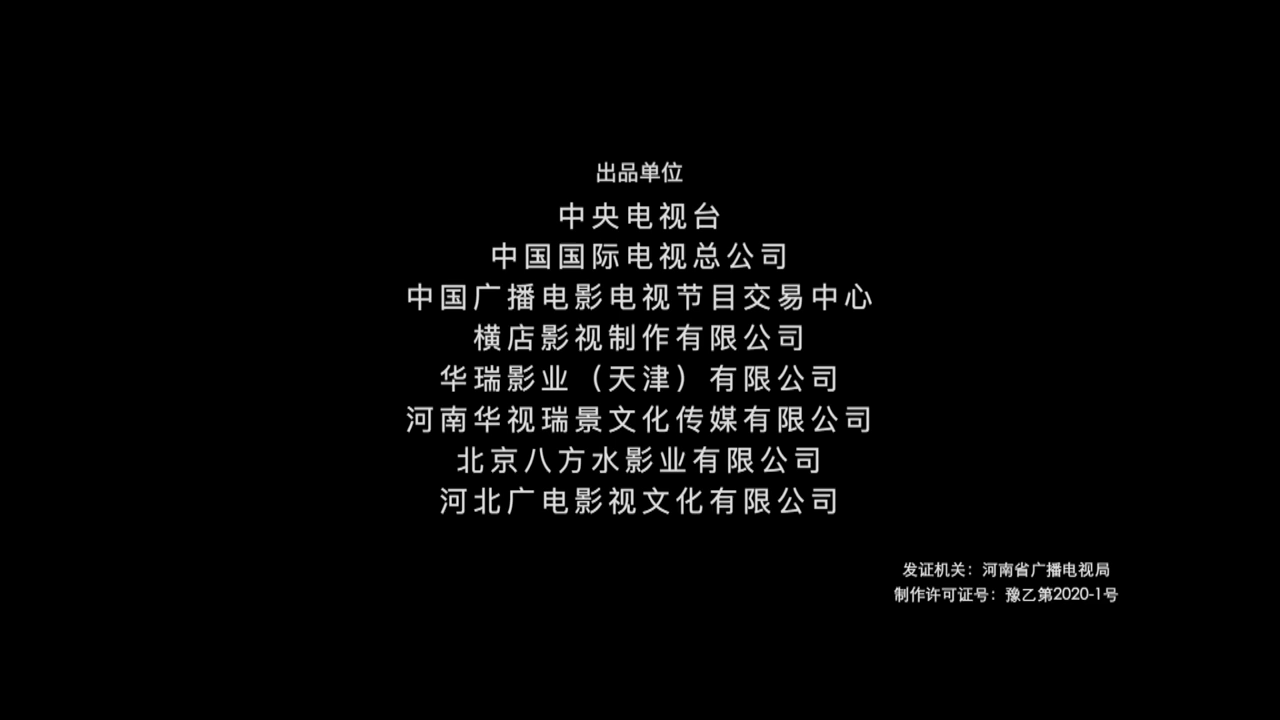 出品单位
中央电视台
中国国际电视总公司
中国广播电影电视节目交易中心
横店影视制作有限公司
华瑞影业（天津）有限公司
河南华视瑞景文化传媒有限公司
北京八方水影业有限公司
河北广电影视文化有限公司
发证机关：河南省广播电视局
制作许可证号：豫乙第2020-1号